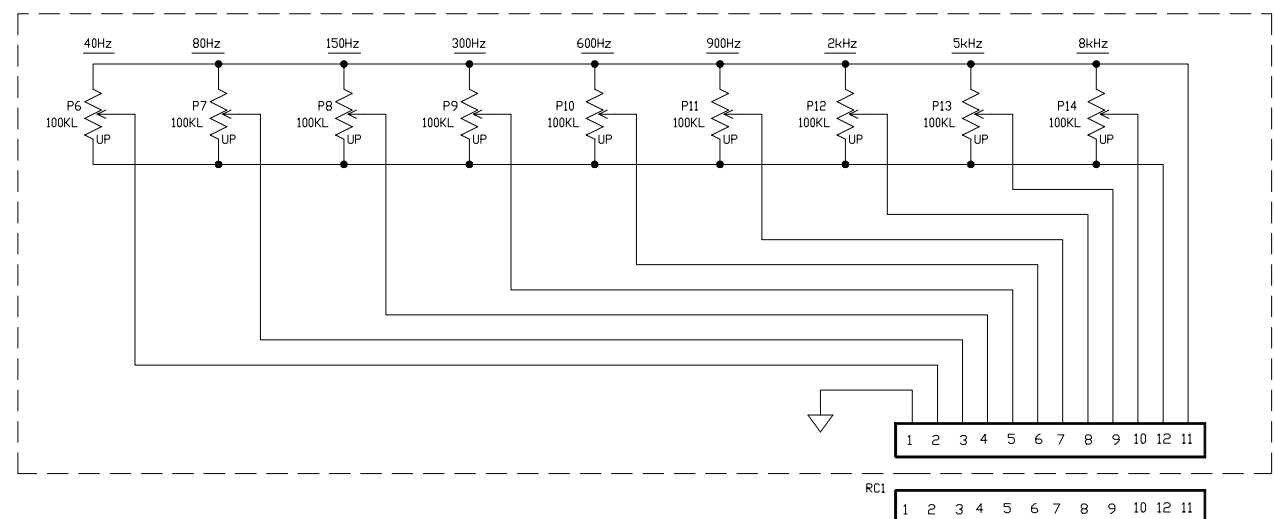 40Hz 80Hz 150Hz 300Hz 600Hz 900Hz 2kHz 5kHz 8kHz
P6 P7 P8 P9 P10 P11 P12 P13 P14
100KL 100KL 100KL 100KL 100KL 100KL 100KL 100KL 100KL
UP UP UP UP UP UP UP UP UP
1 2 3 4 5 6 7 8 9 10 12 11
RC1
1 2 3 4 5 6 7 8 9 10 12 11